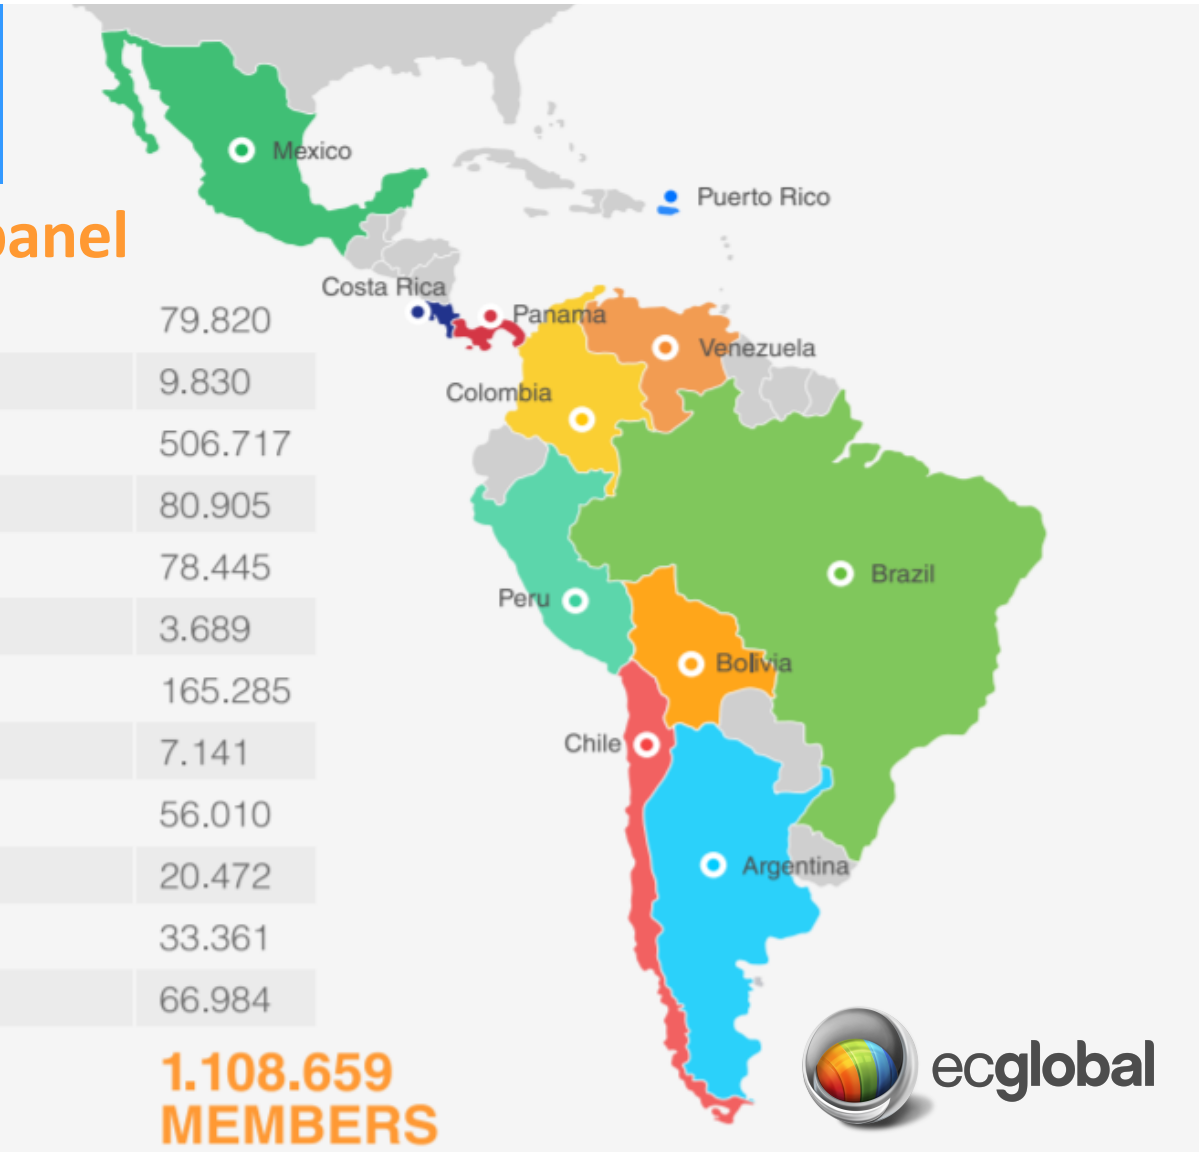 panel
79.820
9.830
506.717
80.905
78.445
3.689
165.285
7.141
56.010
20.472
33.361
66.984
1.108.659
MEMBERS
Mexico
Puerto Rico
Costa Rica
Panama
Venezuela
Colombia
Brazil
Peru
Bolivia
Chile
Argentina
ecglobal